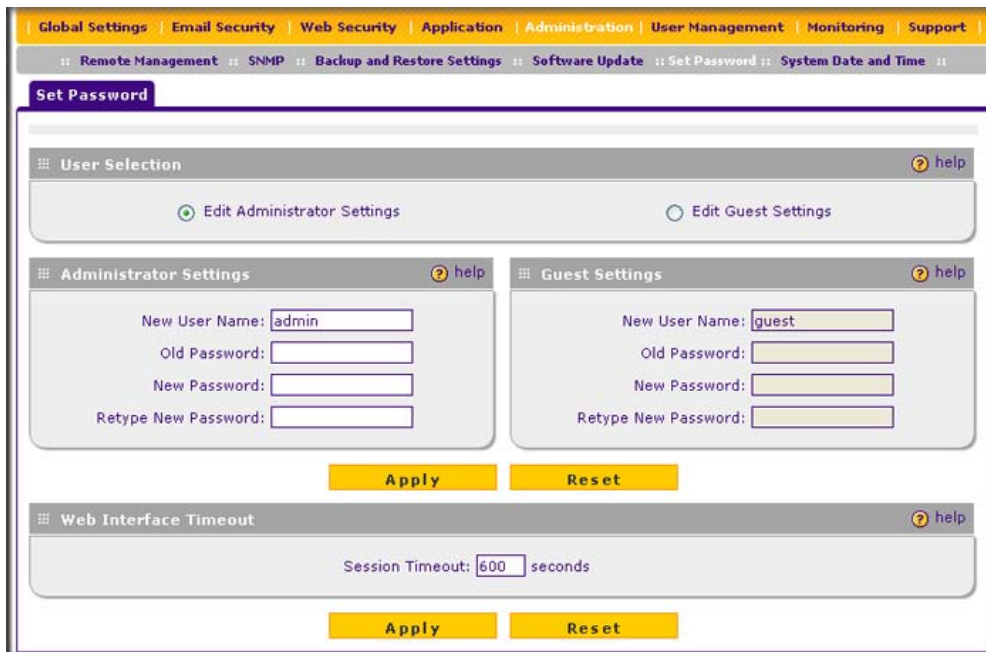 Global Settings | Email Security | Web Security | Application | Administration | User Management | Monitoring | Support
:: Remote Management :: SNMP :: Backup and Restore Settings :: Software Update :: Set Password :: System Date and Time ::
Set Password
User Selection ? help
Edit Administrator Settings Edit Guest Settings
Administrator Settings ? help
New User Name: admin
Old Password:
New Password:
Retype New Password:
Guest Settings ? help
New User Name: guest
Old Password:
New Password:
Retype New Password:
Apply Reset
Web Interface Timeout ? help
Session Timeout: 600 seconds
Apply Reset